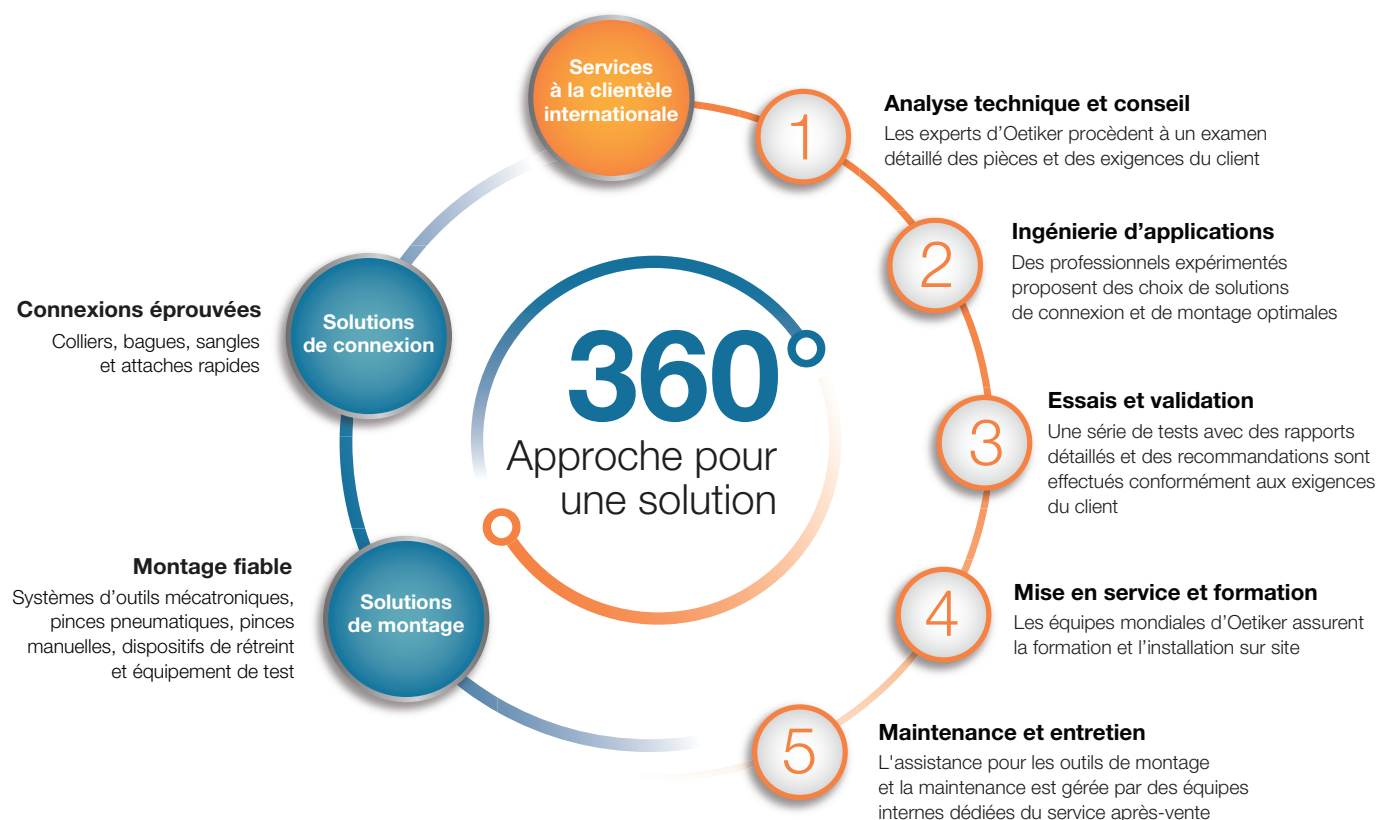 Services
à la clientèle
internationale
1
Analyse technique et conseil
Les experts d’Oetiker procèdent à un examen
détaillé des pièces et des exigences du client
2
Ingénierie d’applications
Des professionnels expérimentés
proposent des choix de solutions
de connexion et de montage optimales
3
Essais et validation
Une série de tests avec des rapports
détaillés et des recommandations sont
effectués conformément aux exigences
du client
4
Mise en service et formation
Les équipes mondiales d’Oetiker assurent
la formation et l’installation sur site
5
Maintenance et entretien
L'assistance pour les outils de montage
et la maintenance est gérée par des équipes
internes dédiées du service après-vente
Solutions
de montage
Montage fiable
Systèmes d’outils mécatroniques,
pinces pneumatiques, pinces
manuelles, dispositifs de rétreint
et équipement de test
Solutions
de connexion
Connexions éprouvées
Colliers, bagues, sangles
et attaches rapides
360°
Approche pour
une solution